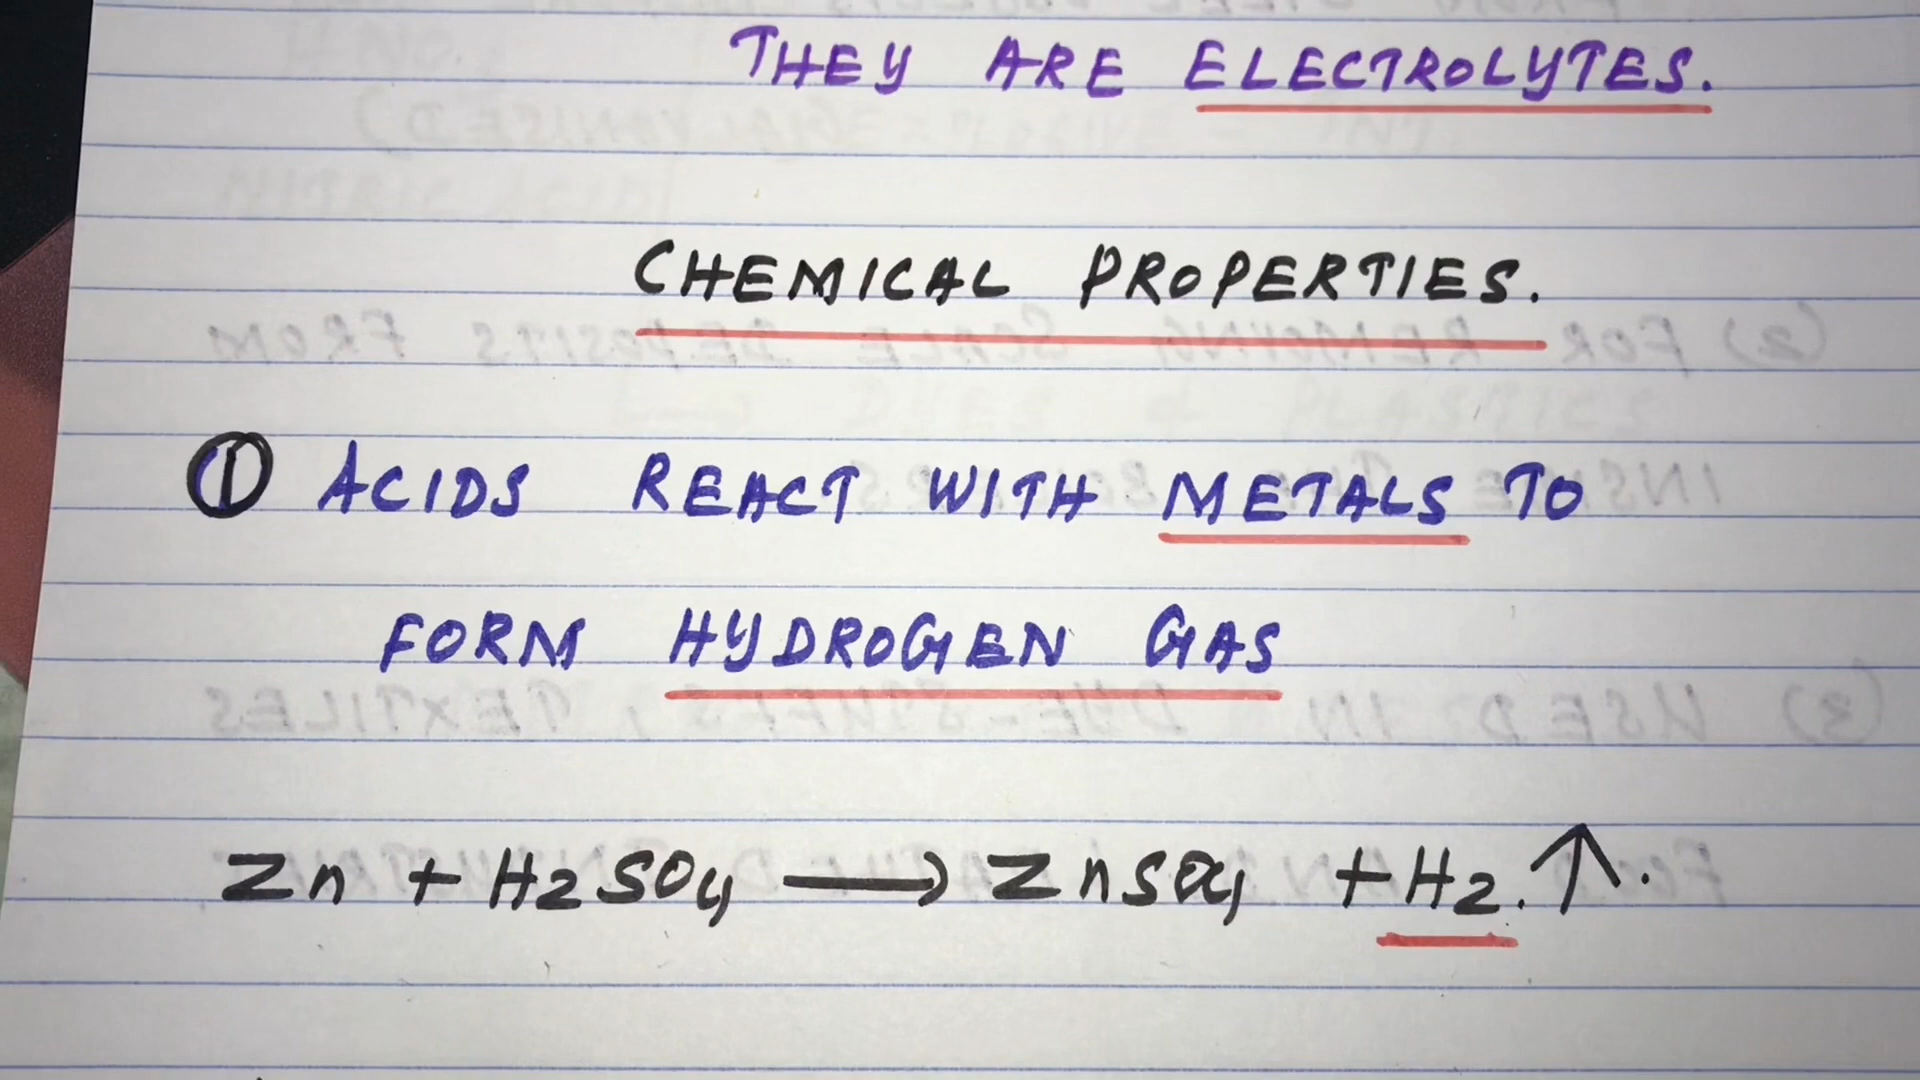 THEY ARE ELECTROLYTES.
CHEMICAL PROPERTIES.
① ACIDS REACT WITH METALS TO
FORM HYDROGEN GAS
Zn + H2SO4 → ZnSO4 + H2.↑.